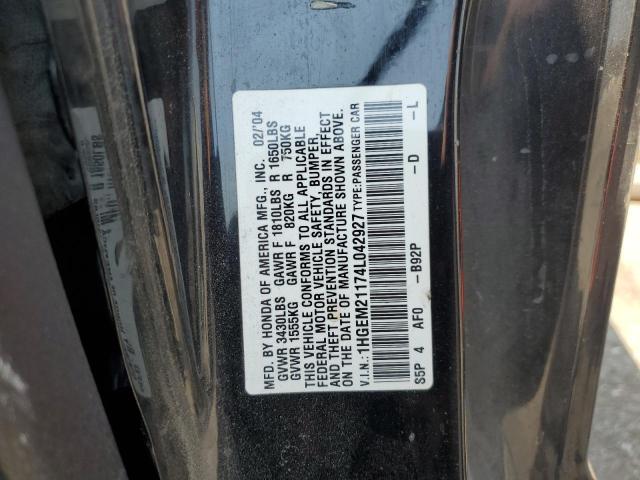 MFD. BY HONDA OF AMERICA MFG., INC. 02/'04
GVWR 3430LBS GAWR F 1810LBS R 1650LBS
GVWR 1555KG GAWR F 820KG R 750KG
THIS VEHICLE CONFORMS TO ALL APPLICABLE
FEDERAL MOTOR VEHICLE SAFETY, BUMPER,
AND THEFT PREVENTION STANDARDS IN EFFECT
ON THE DATE OF MANUFACTURE SHOWN ABOVE.
V.I.N.: 1HGEM21174L042927 TYPE:PASSENGER CAR
S5P 4 AF0 -B92P -D -L